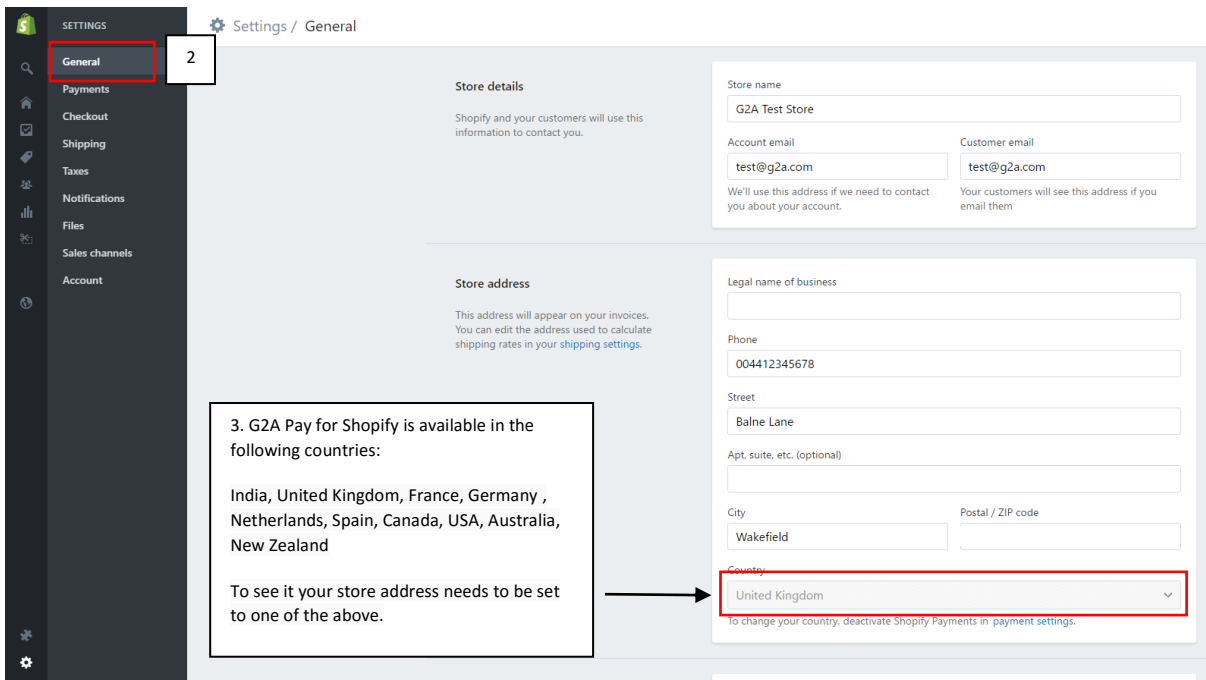 SETTINGS
Settings / General
General
2
Payments
Checkout
Shipping
Taxes
Notifications
Files
Sales channels
Account
Store details
Shopify and your customers will use this
information to contact you.
Store name
G2A Test Store
Account email
Customer email
test@g2a.com
test@g2a.com
We'll use this address if we need to contact
you about your account.
Your customers will see this address if you
email them
Store address
This address will appear on your invoices.
You can edit the address used to calculate
shipping rates in your shipping settings.
Legal name of business
Phone
004412345678
Street
Balne Lane
Apt, suite, etc. (optional)
City
Postal / ZIP code
Wakefield
Country
United Kingdom
To change your country, deactivate Shopify Payments in payment settings.
3. G2A Pay for Shopify is available in the
following countries:
India, United Kingdom, France, Germany ,
Netherlands, Spain, Canada, USA, Australia,
New Zealand
To see it your store address needs to be set
to one of the above.